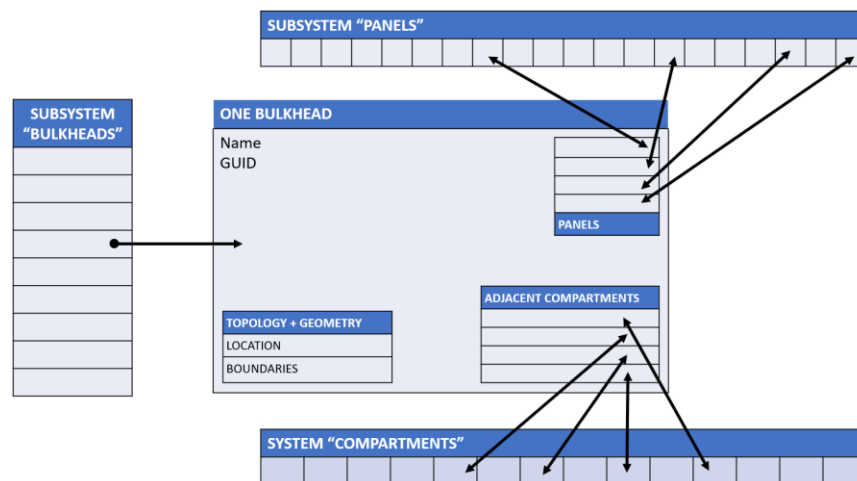 SUBSYSTEM “PANELS”
SUBSYSTEM
“BULKHEADS”
ONE BULKHEAD
Name
GUID
PANELS
ADJACENT COMPARTMENTS
TOPOLOGY + GEOMETRY
LOCATION
BOUNDARIES
SYSTEM “COMPARTMENTS”